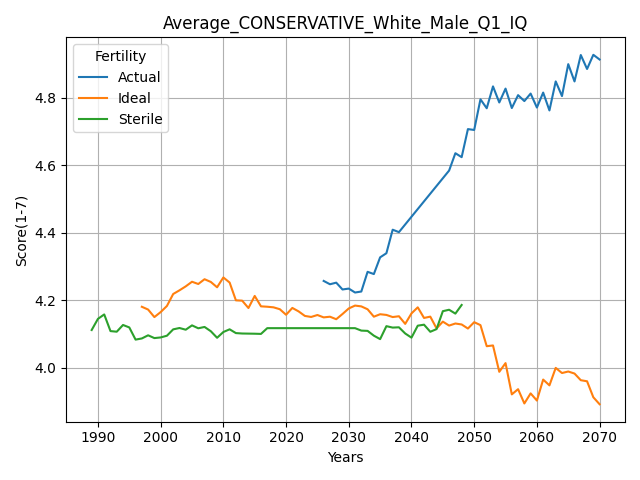 Average_CONSERVATIVE_White_Male_Q1_IQ
Fertility
Actual
Ideal
Sterile
Score(1-7)
4.8
4.6
4.4
4.2
4.0
1990 2000 2010 2020 2030 2040 2050 2060 2070
Years